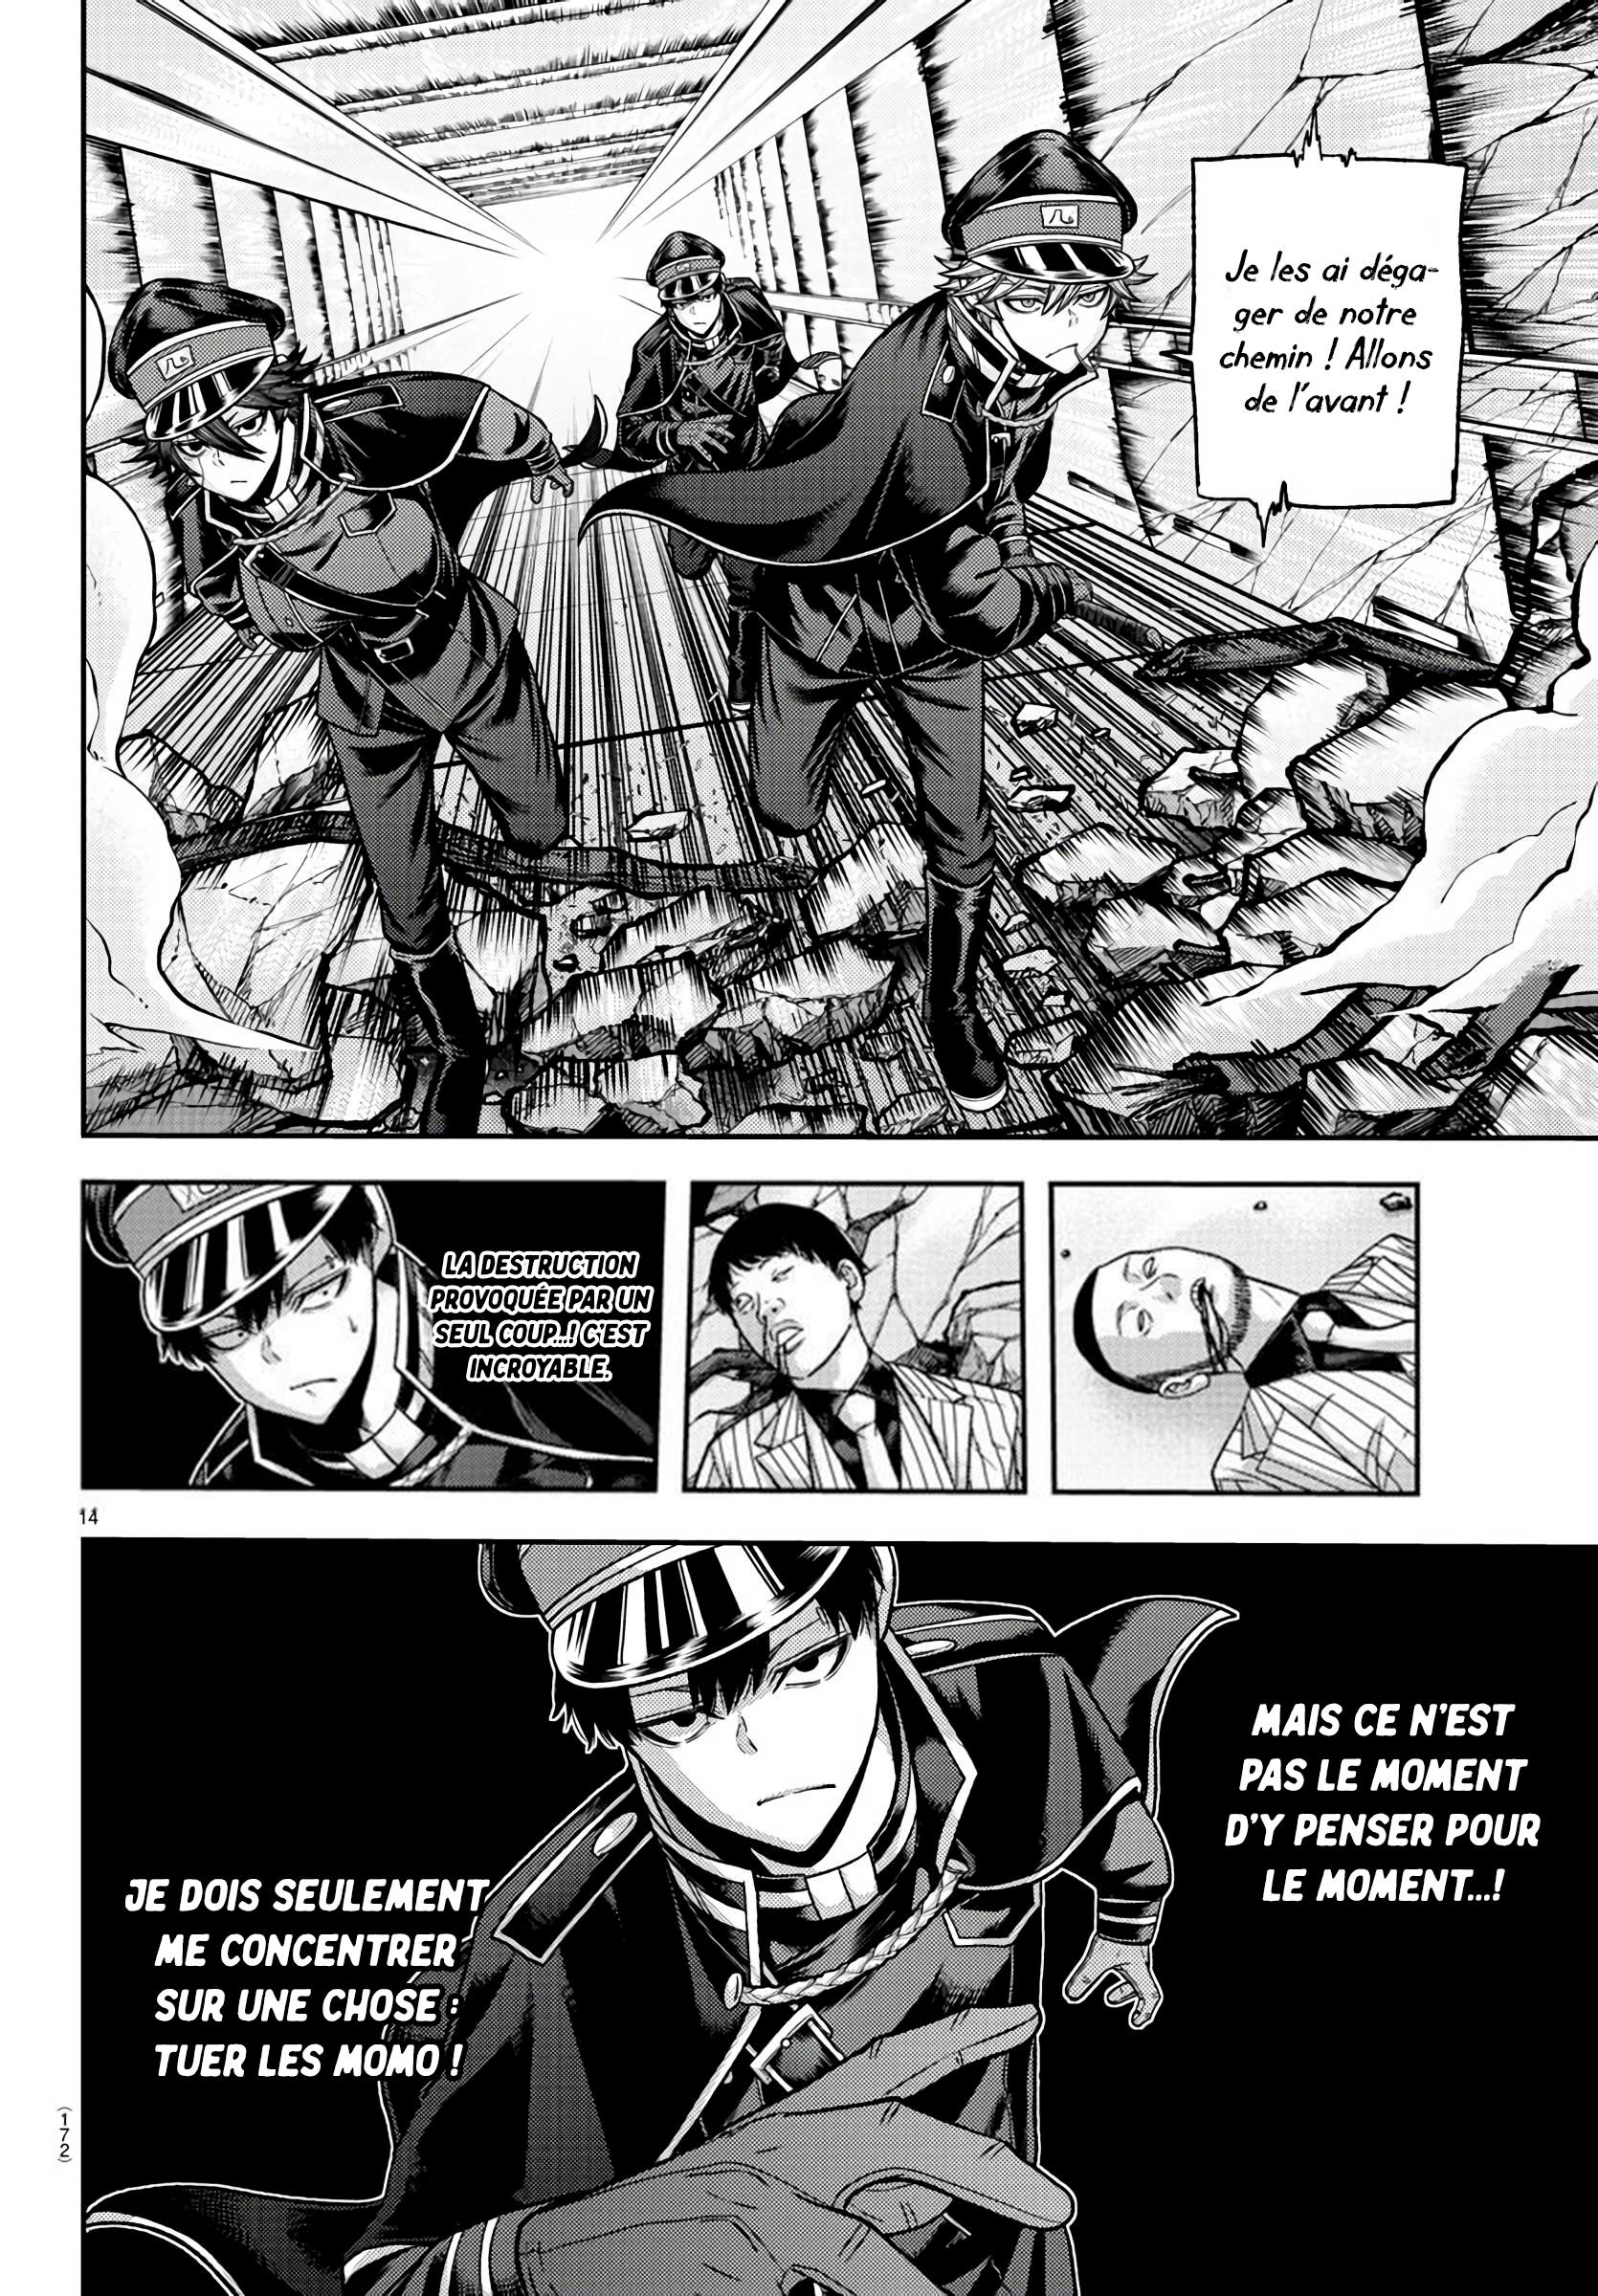 Je les ai déga-
ger de notre
chemin ! Allons
de l'avant !
LA DESTRUCTION
PROVOQUÉE PAR UN
SEUL COUP...! C'EST
INCROYABLE.
14
MAIS CE N'EST
PAS LE MOMENT
D'Y PENSER POUR
LE MOMENT...!
JE DOIS SEULEMENT
ME CONCENTRER
SUR UNE CHOSE :
TUER LES MOMO !
(172)